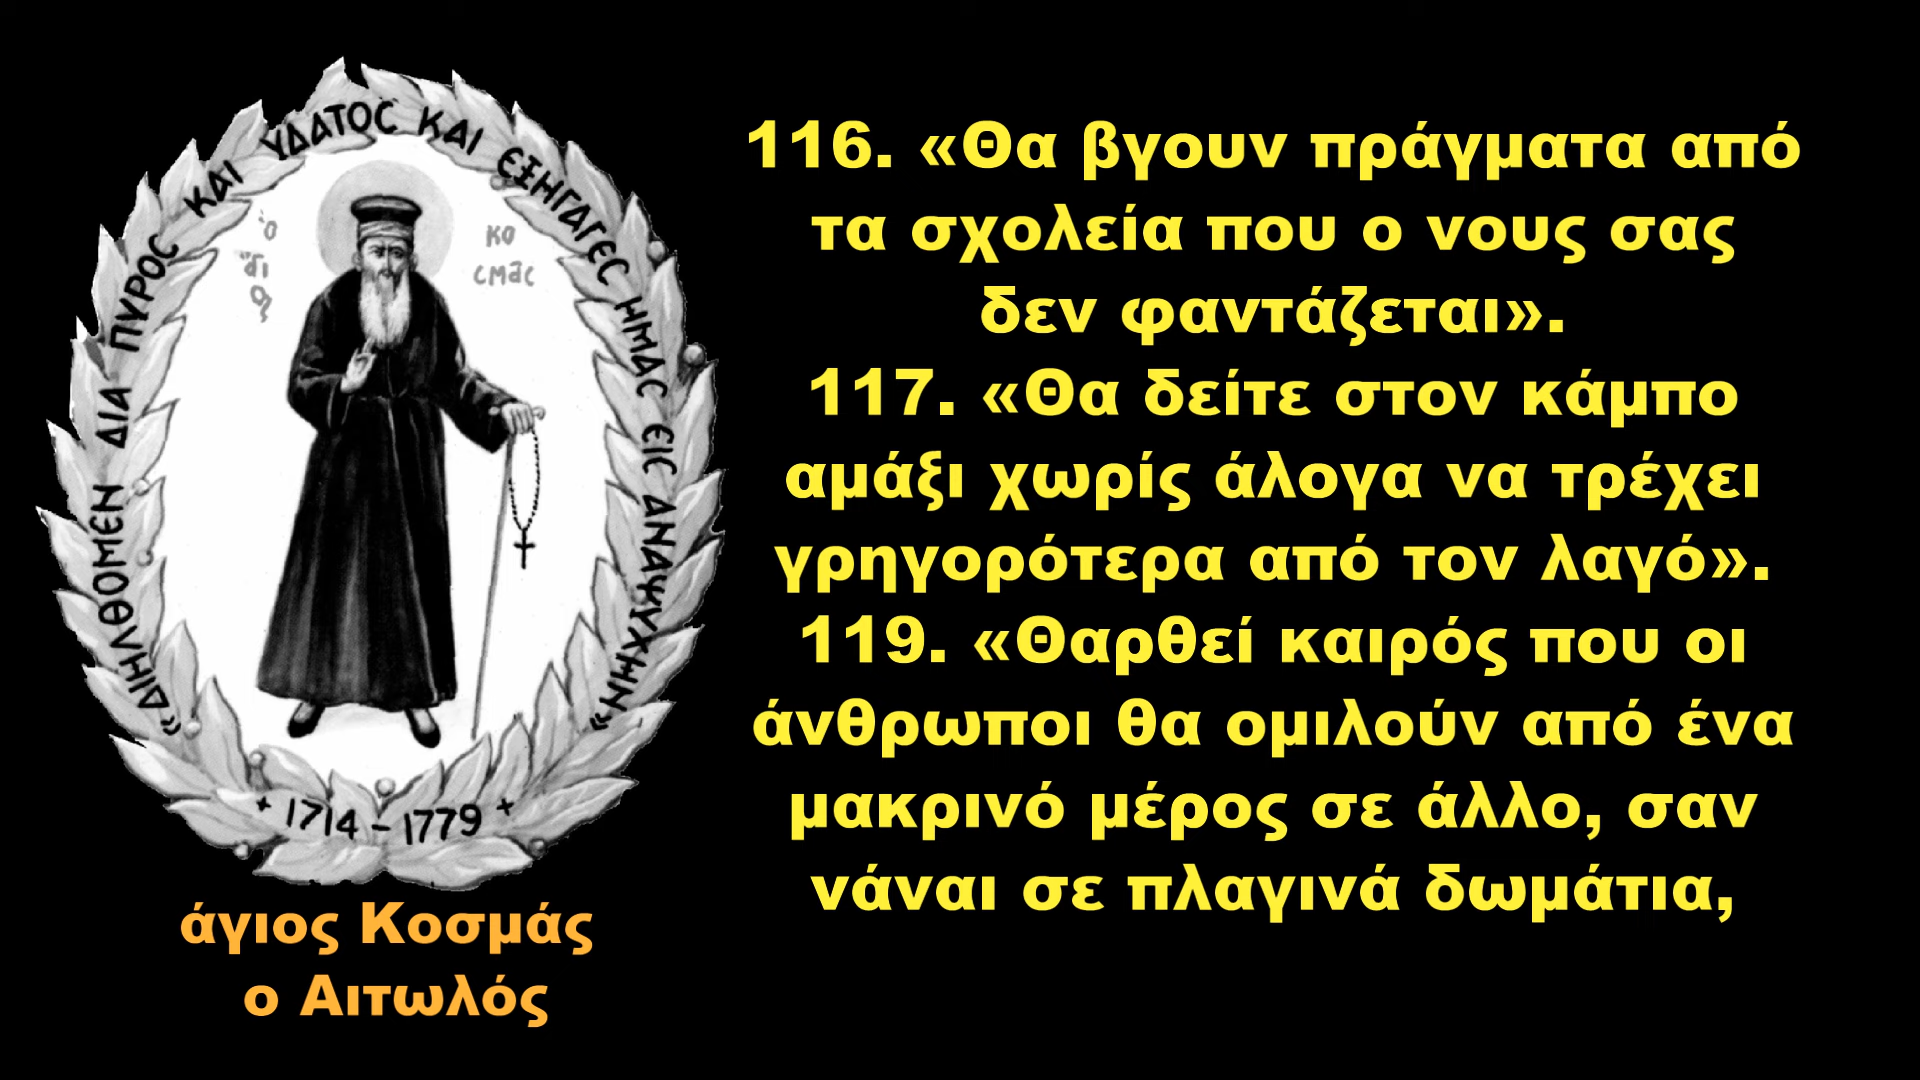 «ΔΙΗΛΘΟΜΕΝ ΔΙΑ ΠΥΡΟΣ ΚΑΙ ΥΔΑΤΟΣ ΚΑΙ ΕΞΗΓΑΓΕΣ ΗΜΑΣ ΕΙΣ ΑΝΑΨΥΧΗΝ»
ὁ
ἅγιος
ΚΟ
СΜᾶС
+ 1714 - 1779 +
άγιος Κοσμάς
ο Αιτωλός
116. «Θα βγουν πράγματα από
τα σχολεία που ο νους σας
δεν φαντάζεται».
117. «Θα δείτε στον κάμπο
αμάξι χωρίς άλογα να τρέχει
γρηγορότερα από τον λαγό».
119. «Θαρθεί καιρός που οι
άνθρωποι θα ομιλούν από ένα
μακρινό μέρος σε άλλο, σαν
νάναι σε πλαγινά δωμάτια,